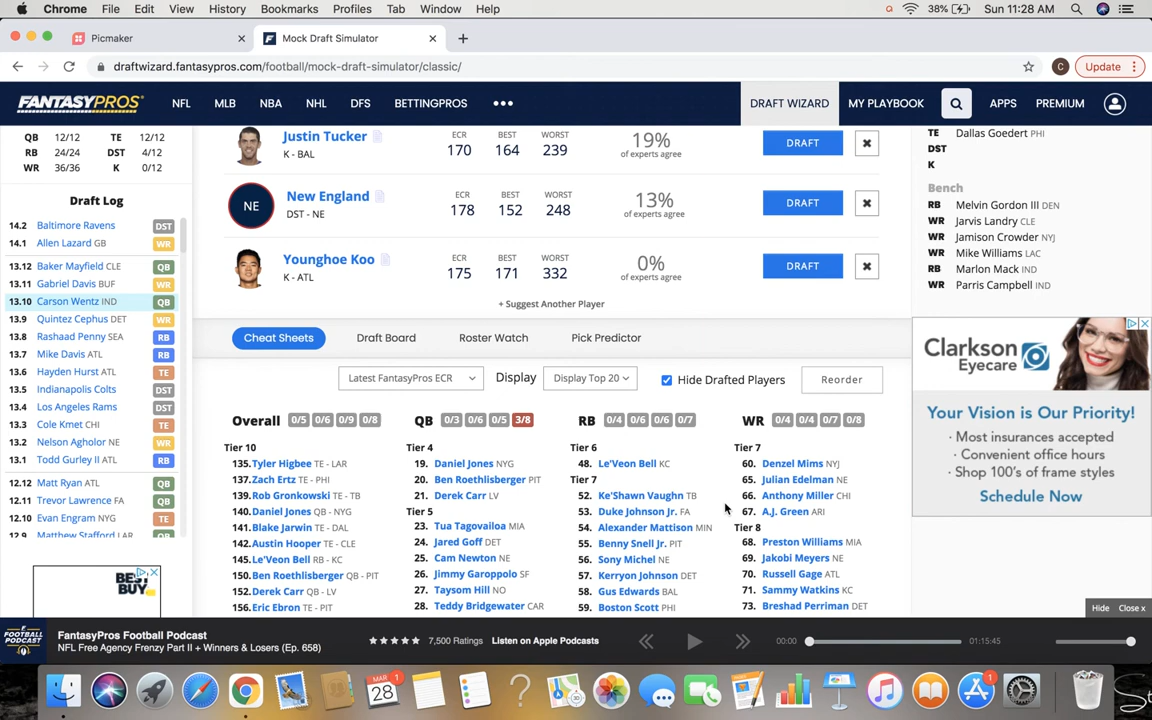 Chrome File Edit View History Bookmarks Profiles Tab Window Help 38% Sun 11:28 AM
Picmaker × Mock Draft Simulator × +
draftwizard.fantasypros.com/football/mock-draft-simulator/classic/ C Update
FANTASYPROS NFL MLB NBA NHL DFS BETTINGPROS ••• DRAFT WIZARD MY PLAYBOOK APPS PREMIUM
QB 12/12 TE 12/12
RB 24/24 DST 4/12
WR 36/36 K 0/12
Draft Log
14.2 Baltimore Ravens DST
14.1 Allen Lazard GB WR
13.12 Baker Mayfield CLE QB
13.11 Gabriel Davis BUF WR
13.10 Carson Wentz IND QB
13.9 Quintez Cephus DET WR
13.8 Rashaad Penny SEA RB
13.7 Mike Davis ATL RB
13.6 Hayden Hurst ATL TE
13.5 Indianapolis Colts DST
13.4 Los Angeles Rams DST
13.3 Cole Kmet CHI TE
13.2 Nelson Agholor NE WR
13.1 Todd Gurley II ATL RB
12.12 Matt Ryan ATL QB
12.11 Trevor Lawrence FA QB
12.10 Evan Engram NYG TE
12.9 Matthew Stafford LAR QB
BEST BUY
Justin Tucker
K - BAL
ECR BEST WORST
170 164 239
19%
of experts agree
DRAFT
New England
NE
DST - NE
ECR BEST WORST
178 152 248
13%
of experts agree
DRAFT
Younghoe Koo
K - ATL
ECR BEST WORST
175 171 332
0%
of experts agree
DRAFT
+ Suggest Another Player
Cheat Sheets Draft Board Roster Watch Pick Predictor
Latest FantasyPros ECR Display Display Top 20 Hide Drafted Players Reorder
Overall 0/5 0/6 0/9 0/8
Tier 10
135. Tyler Higbee TE - LAR
137. Zach Ertz TE - PHI
139. Rob Gronkowski TE - TB
140. Daniel Jones QB - NYG
141. Blake Jarwin TE - DAL
142. Austin Hooper TE - CLE
145. Le'Veon Bell RB - KC
150. Ben Roethlisberger QB - PIT
152. Derek Carr QB - LV
156. Eric Ebron TE - PIT
QB 0/3 0/6 0/5 3/8
Tier 4
19. Daniel Jones NYG
20. Ben Roethlisberger PIT
21. Derek Carr LV
Tier 5
23. Tua Tagovailoa MIA
24. Jared Goff DET
25. Cam Newton NE
26. Jimmy Garoppolo SF
27. Taysom Hill NO
28. Teddy Bridgewater CAR
RB 0/4 0/6 0/6 0/7
Tier 6
48. Le'Veon Bell KC
Tier 7
52. Ke'Shawn Vaughn TB
53. Duke Johnson Jr. FA
54. Alexander Mattison MIN
55. Benny Snell Jr. PIT
56. Sony Michel NE
57. Kerryon Johnson DET
58. Gus Edwards BAL
59. Boston Scott PHI
WR 0/4 0/4 0/7 0/8
Tier 7
60. Denzel Mims NYJ
65. Julian Edelman NE
66. Anthony Miller CHI
67. A.J. Green ARI
Tier 8
68. Preston Williams MIA
69. Jakobi Meyers NE
70. Russell Gage ATL
71. Sammy Watkins KC
73. Breshad Perriman DET
TE Dallas Goedert PHI
DST
K
Bench
RB Melvin Gordon III DEN
WR Jarvis Landry CLE
WR Jamison Crowder NYJ
WR Mike Williams LAC
RB Marlon Mack IND
WR Parris Campbell IND
Clarkson
Eyecare
Your Vision is Our Priority!
· Most insurances accepted
· Convenient office hours
· Shop 100's of frame styles
Schedule Now
Hide Close x
FANTASYPROS FOOTBALL PODCAST
FantasyPros Football Podcast
NFL Free Agency Frenzy Part II + Winners & Losers (Ep. 658)
7,500 Ratings Listen on Apple Podcasts 00:00 01:15:45
MAR 28 1 1